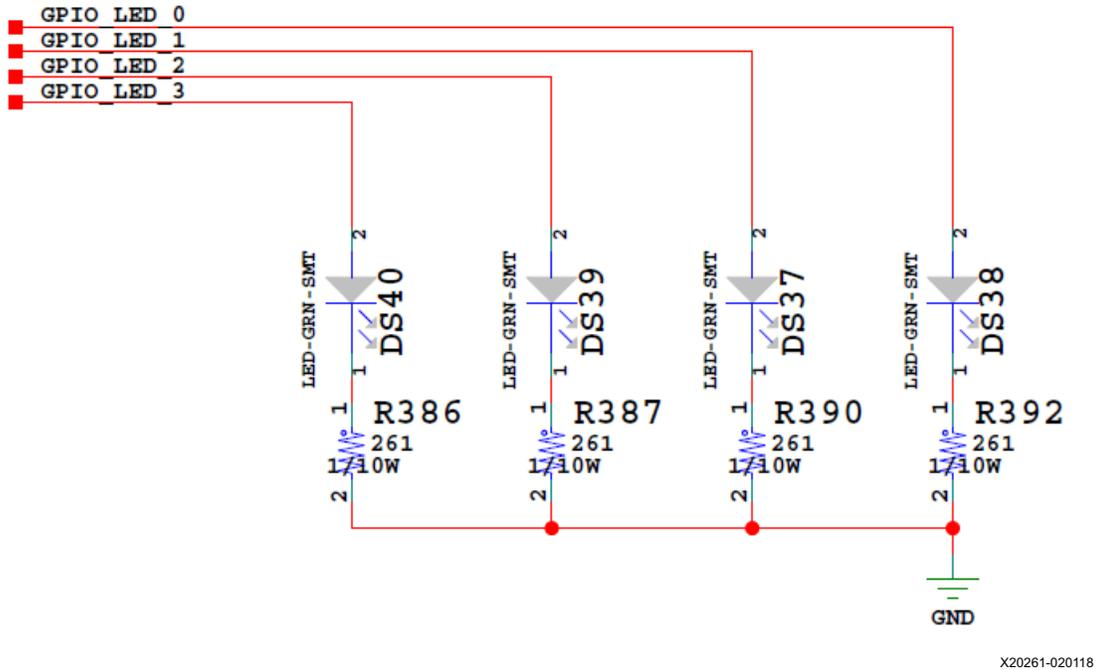 GPIO_LED_0
GPIO_LED_1
GPIO_LED_2
GPIO_LED_3
2 2 2 2
LED-GRN-SMT DS40 LED-GRN-SMT DS39 LED-GRN-SMT DS37 LED-GRN-SMT DS38
1 1 1 1
1 R386 1 R387 1 R390 1 R392
261 261 261 261
1/10W 1/10W 1/10W 1/10W
2 2 2 2
GND
X20261-020118